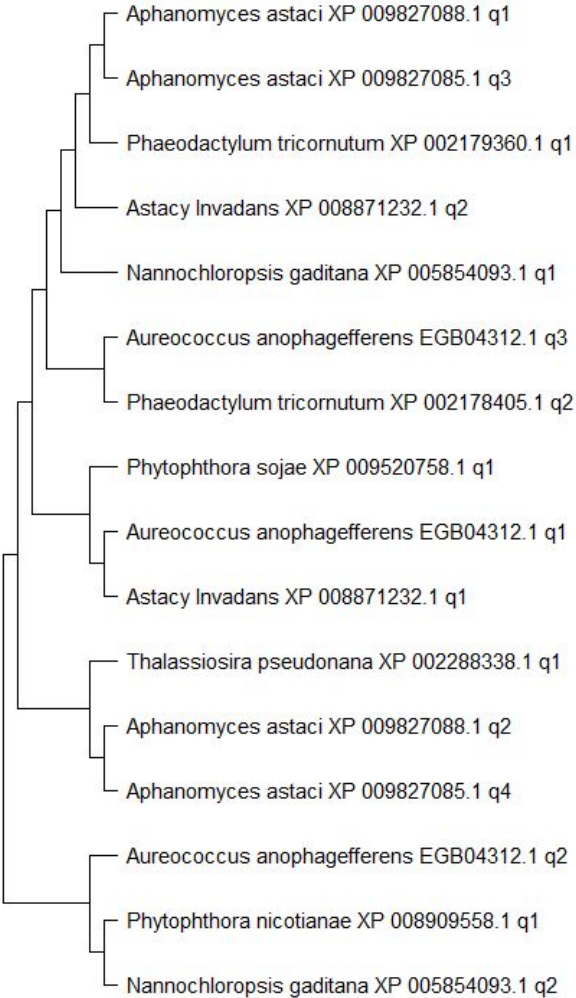 Aphanomyces astaci XP 009827088.1 q1
Aphanomyces astaci XP 009827085.1 q3
Phaeodactylum tricornutum XP 002179360.1 q1
Astacy Invadans XP 008871232.1 q2
Nannochloropsis gaditana XP 005854093.1 q1
Aureococcus anophagefferens EGB04312.1 q3
Phaeodactylum tricornutum XP 002178405.1 q2
Phytophthora sojae XP 009520758.1 q1
Aureococcus anophagefferens EGB04312.1 q1
Astacy Invadans XP 008871232.1 q1
Thalassiosira pseudonana XP 002288338.1 q1
Aphanomyces astaci XP 009827088.1 q2
Aphanomyces astaci XP 009827085.1 q4
Aureococcus anophagefferens EGB04312.1 q2
Phytophthora nicotianae XP 008909558.1 q1
Nannochloropsis gaditana XP 005854093.1 q2